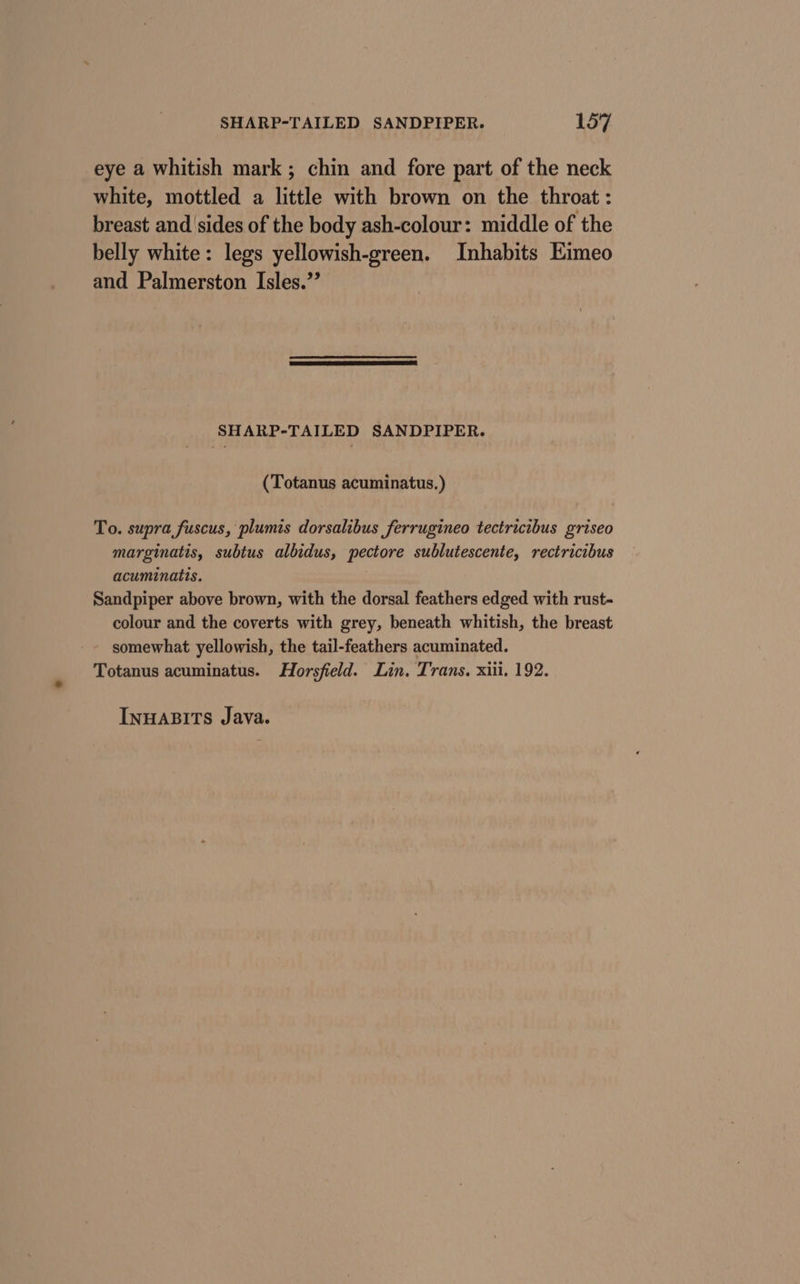 SHARP-TAILED SANDPIPER. 157
eye a whitish mark; chin and fore part of the neck
white, mottled a little with brown on the throat:
breast and sides of the body ash-colour: middle of the
belly white: legs yellowish-green. Inhabits Eimeo
and Palmerston Isles.”
SHARP-TAILED SANDPIPER.
(Totanus acuminatus.)
To. supra fuscus, plumis dorsalibus ferrugineo tectricibus griseo
marginatis, subtus albidus, pectore sublutescente, rectricibus
acuminatis.
Sandpiper above brown, with the dorsal feathers edged with rust-
colour and the coverts with grey, beneath whitish, the breast
somewhat yellowish, the tail-feathers acuminated.
Totanus acuminatus. Horsfield. Lin. Trans. xiii. 192.
Inhabits Java.